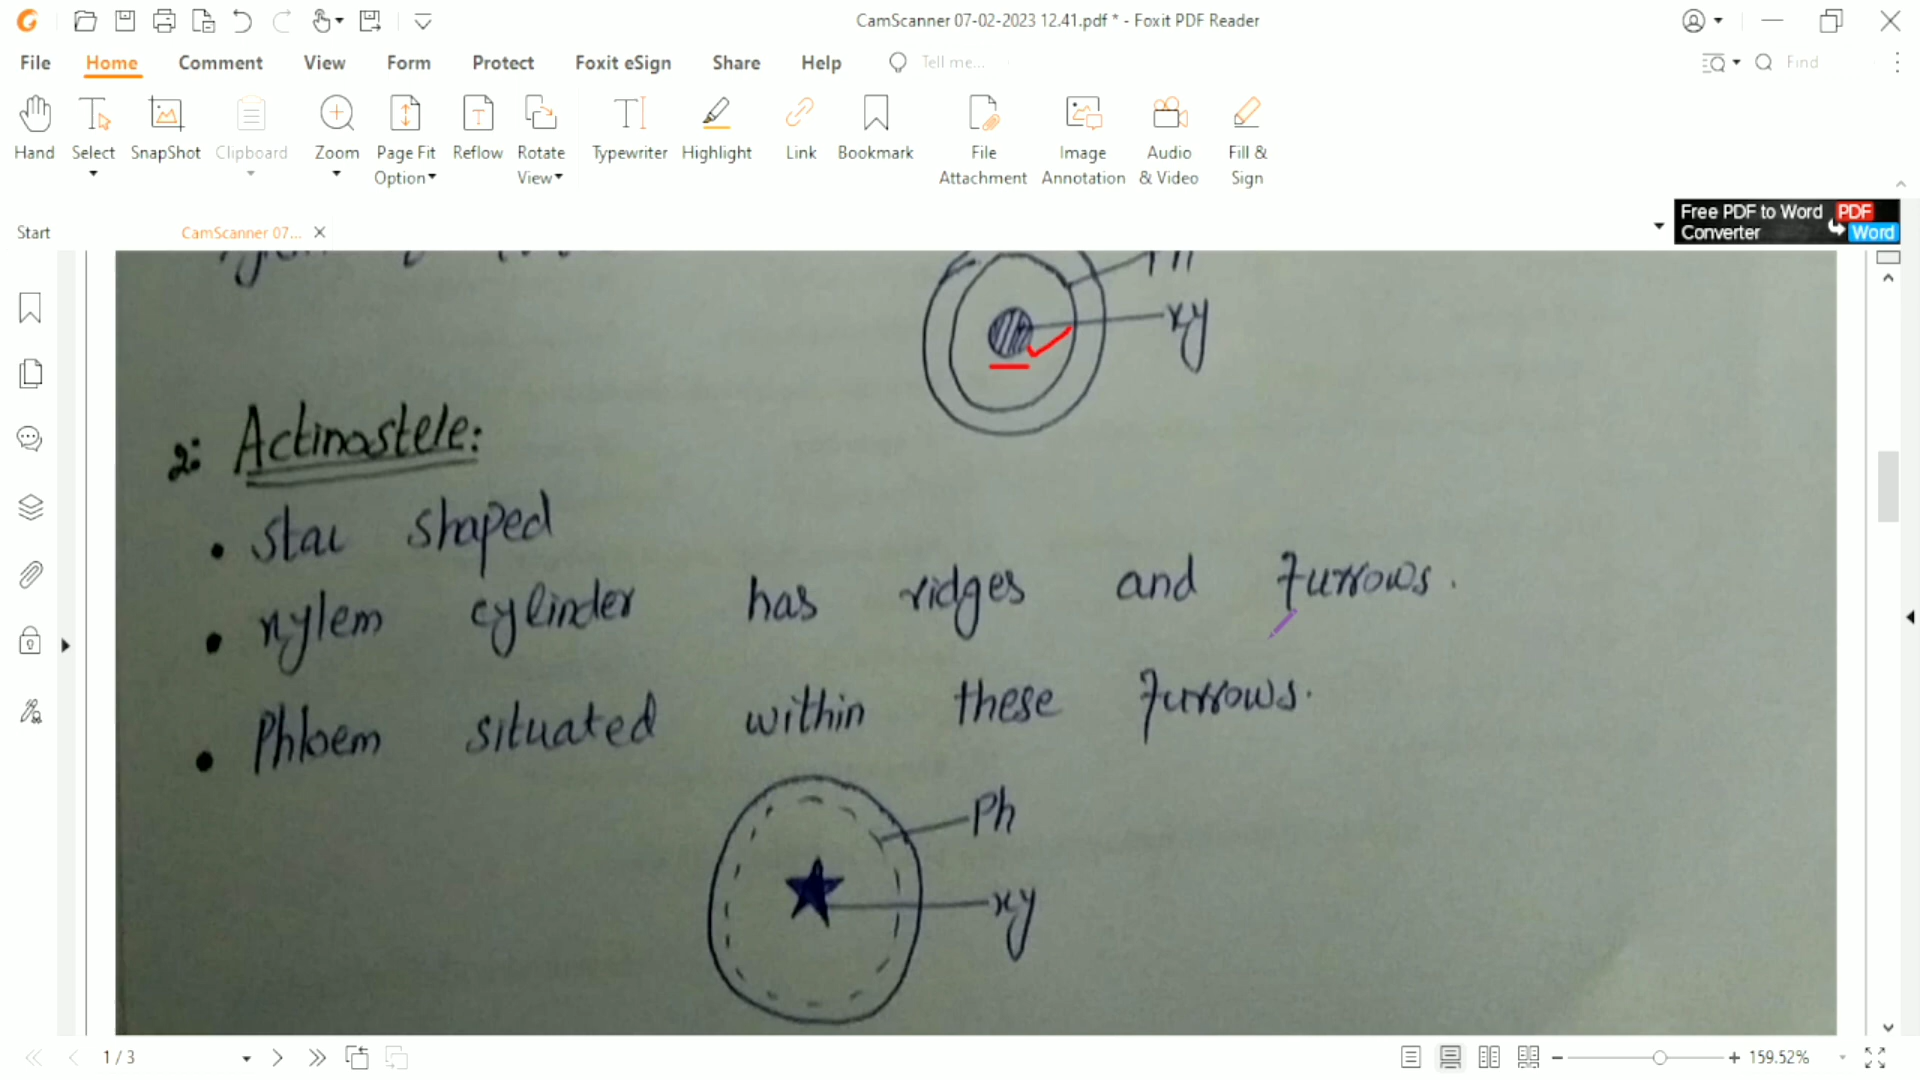 CamScanner 07-02-2023 12.41.pdf * - Foxit PDF Reader
File Home Comment View Form Protect Foxit eSign Share Help Tell me... Find
Hand Select SnapShot Clipboard Zoom Page Fit Option Reflow Rotate View Typewriter Highlight Link Bookmark File Attachment Image Annotation Audio & Video Fill & Sign
Free PDF to Word Converter PDF Word
Start CamScanner 07...
Ph
xy
2: Actinostele:
• Star shaped
• xylem cylinder has ridges and furrows.
• Phloem situated within these furrows.
Ph
xy
1 / 3
159.52%